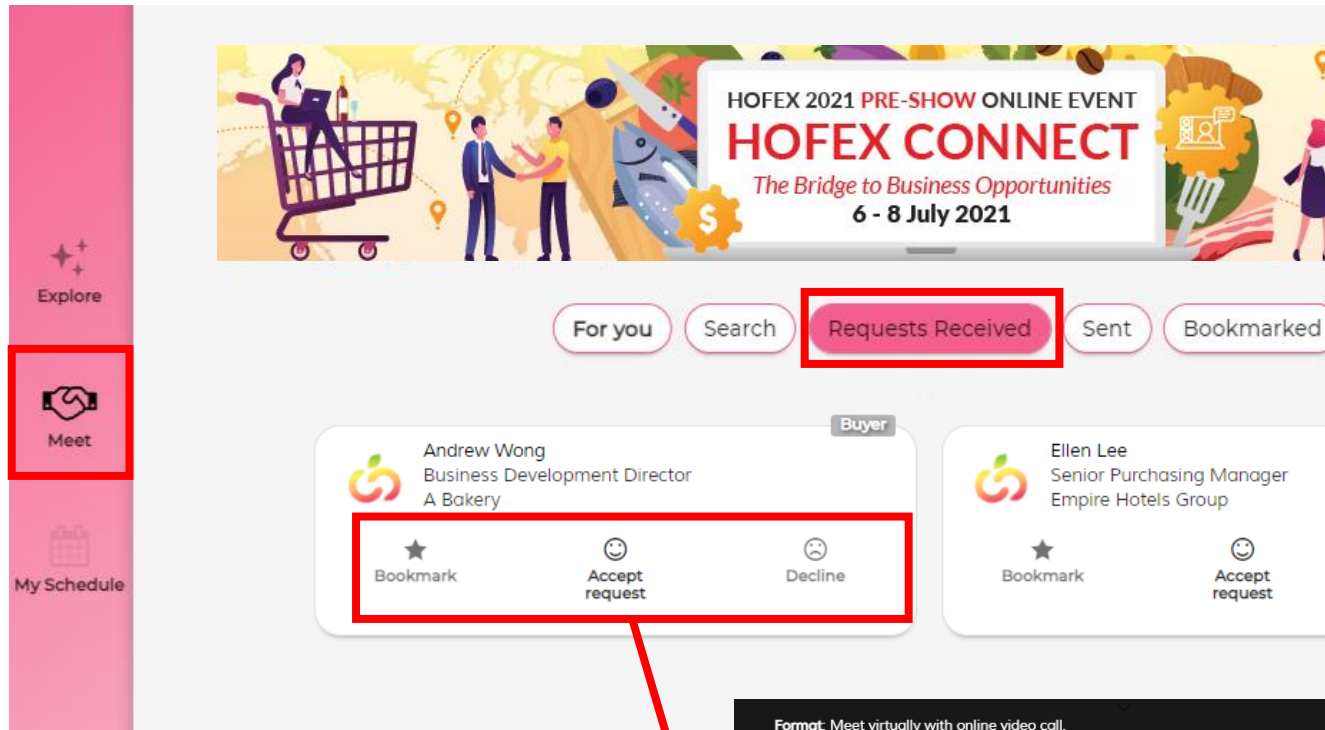 HOFEX 2021 PRE-SHOW ONLINE EVENT
HOFEX CONNECT
The Bridge to Business Opportunities
6 - 8 July 2021
$
Explore
Meet
My Schedule
For you
Search
Requests Received
Sent
Bookmarked
Buyer
Andrew Wong
Business Development Director
A Bakery
Bookmark
Accept
request
Decline
Ellen Lee
Senior Purchasing Manager
Empire Hotels Group
Bookmark
Accept
request
Format: Meet virtually with online video call.